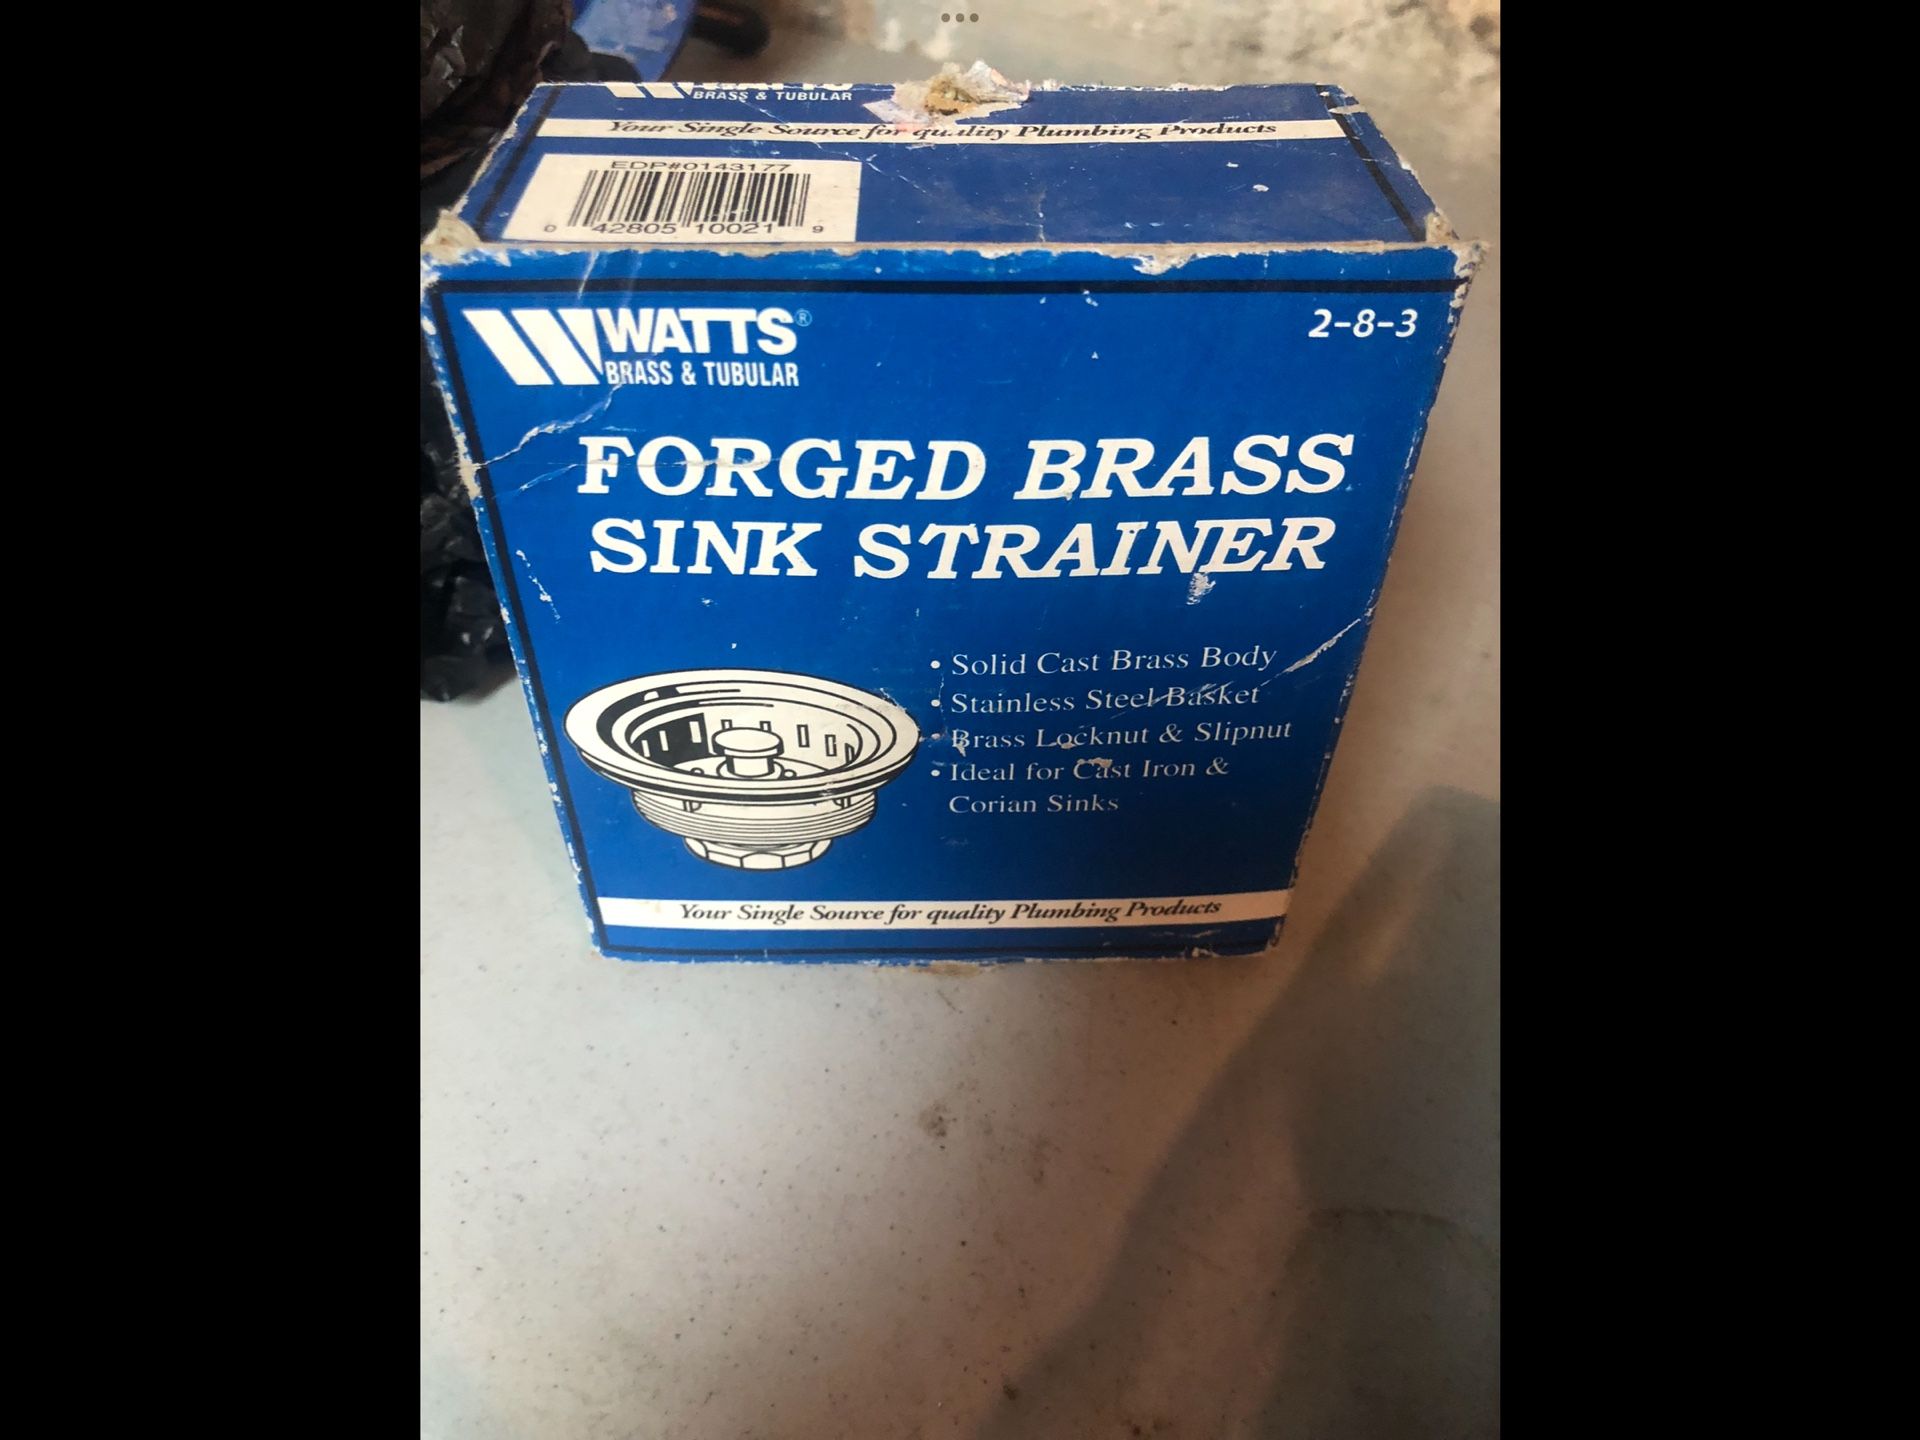 BRASS & TUBULAR
Your Single Source for quality Plumbing Products
EDP#0143177
0 42805 10021 9
WATTS®
BRASS & TUBULAR
2-8-3
FORGED BRASS
SINK STRAINER
• Solid Cast Brass Body
• Stainless Steel Basket
• Brass Locknut & Slipnut
• Ideal for Cast Iron &
Corian Sinks
Your Single Source for quality Plumbing Products